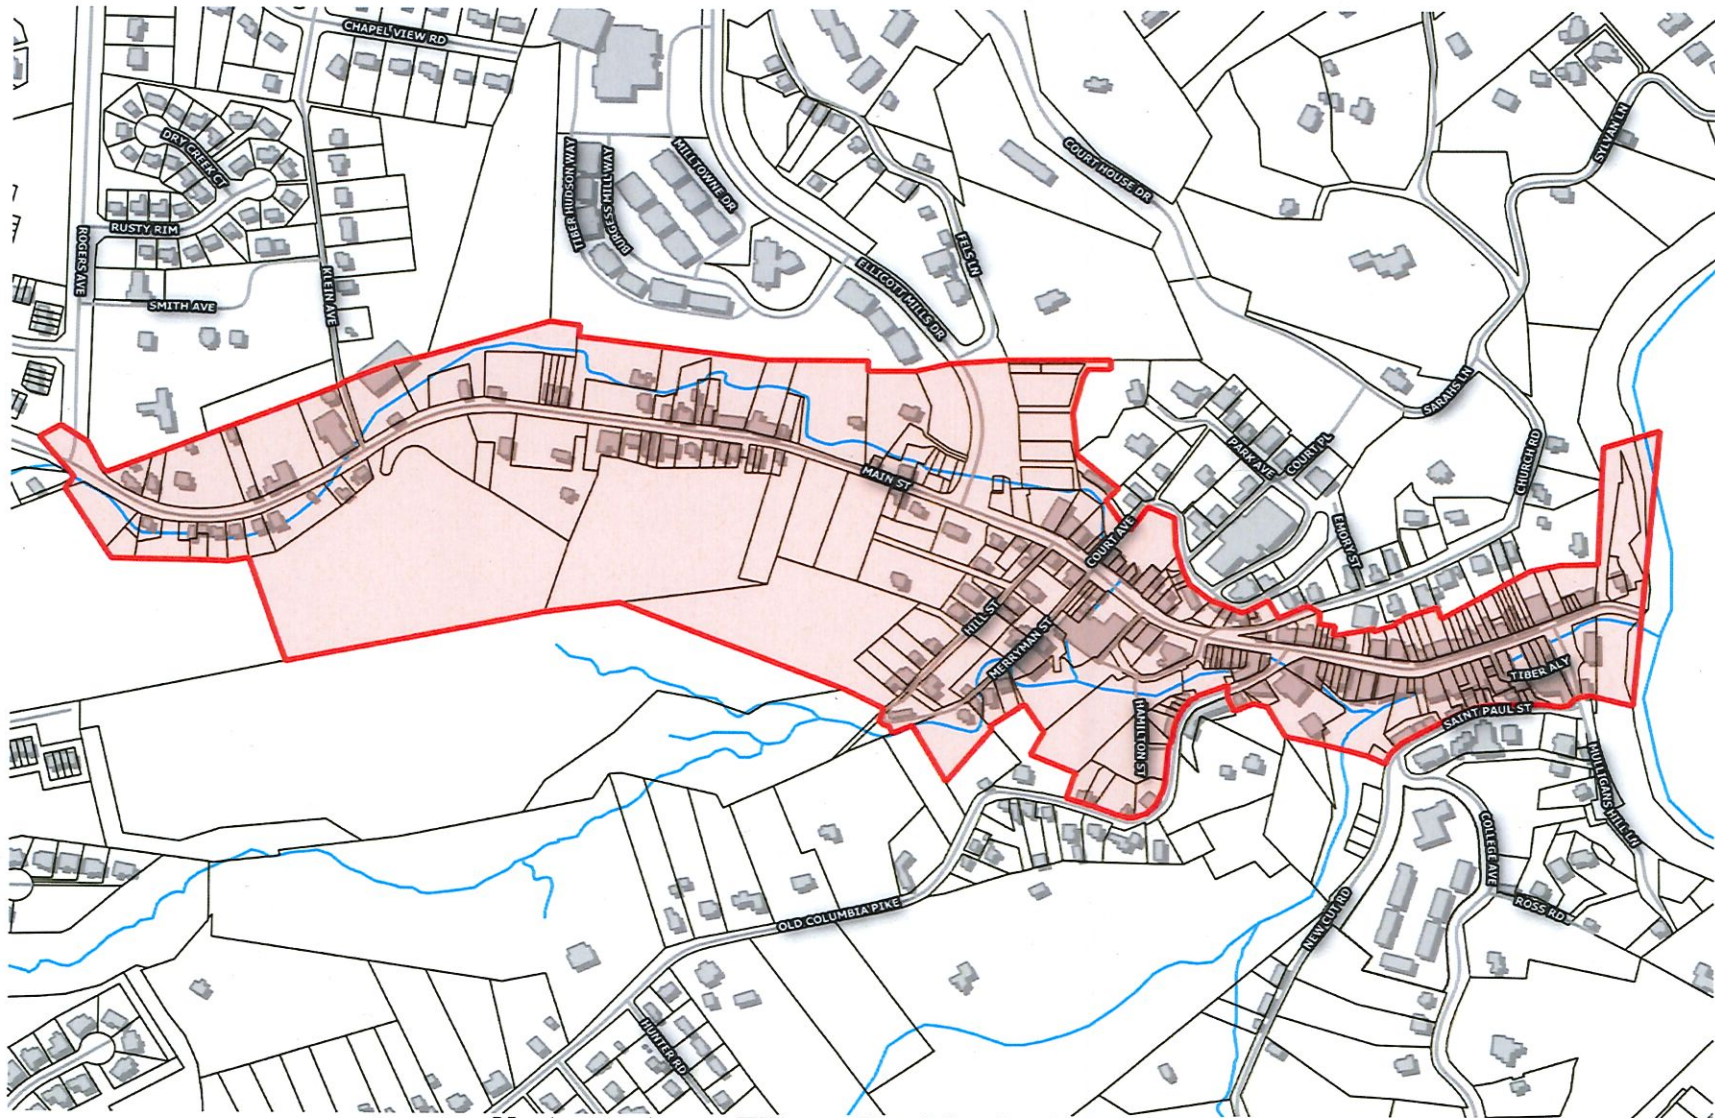 CHAPEL VIEW RD
DRY CREEK CT
RUSTY RIM
ROGERS AVE
SMITH AVE
KLEIN AVE
TIBER HUDSON WAY
BURGESS MILL WAY
MILLTOWNE DR
ELLICOTT MILLS DR
FELS LN
COURT HOUSE DR
SYLVAN LN
SARAHS LN
CHURCH RD
PARK AVE
COURT PL
EMORY ST
MAIN ST
COURT AVE
HILL ST
MERRYMAN ST
HAMILTON ST
TIBER ALY
SAINT PAUL ST
MULLIGANS HILL LN
COLLEGE AVE
ROSS RD
NEW CUT RD
OLD COLUMBIA PIKE
HUNTER RD